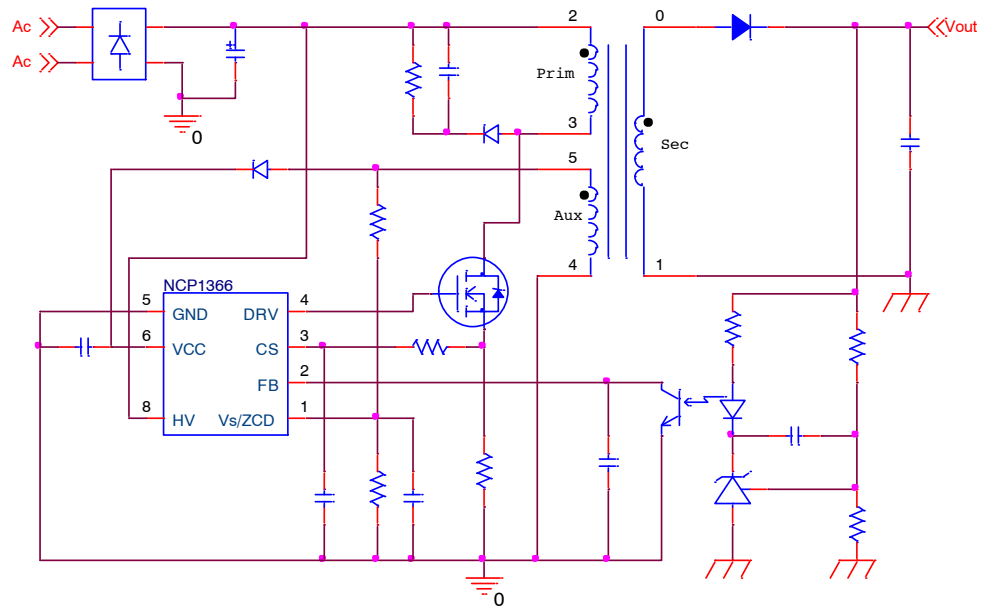 2 0
Ac Vout
Ac
Prim
0
3
Sec
5
Aux
4 1
NCP1366
5 GND DRV 4
6 VCC CS 3
FB 2
8 HV Vs/ZCD 1
0